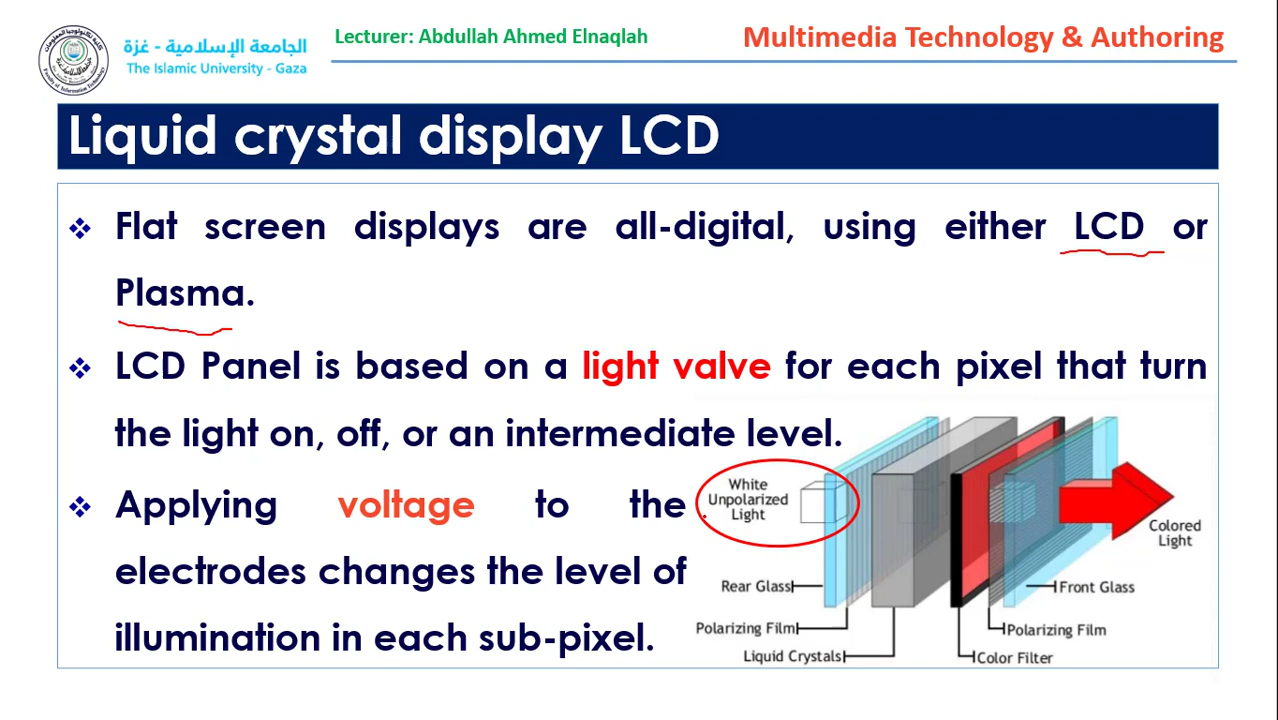 الجامعة الإسلامية - غزة
The Islamic University - Gaza
Lecturer: Abdullah Ahmed Elnaqlah
Multimedia Technology & Authoring
Liquid crystal display LCD
Flat screen displays are all-digital, using either LCD or
Plasma.
LCD Panel is based on a light valve for each pixel that turn
the light on, off, or an intermediate level.
Applying voltage to the
electrodes changes the level of
illumination in each sub-pixel.
White
Unpolarized
Light
Colored
Light
Rear Glass
Front Glass
Polarizing Film
Polarizing Film
Liquid Crystals
Color Filter